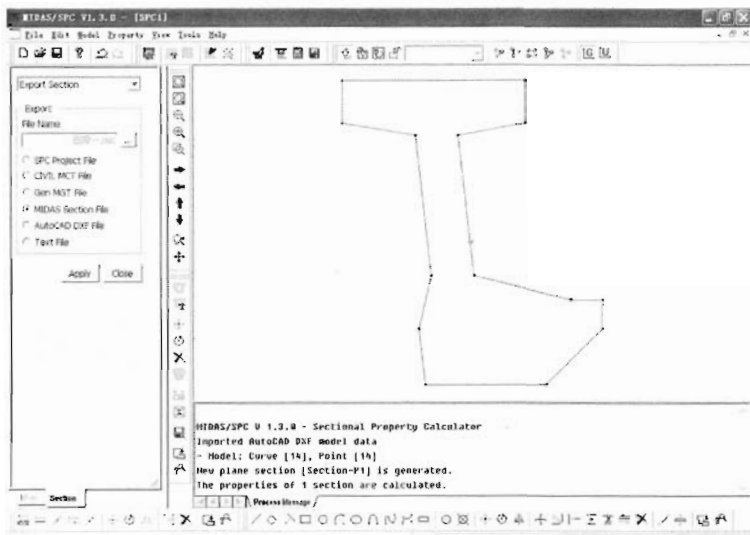 MIDAS/SPC V1.3.0 - [SPC1]
File Edit Model Property View Tools Help
Export Section
Export
File Name
SPC Project File
CIVIL MCT File
Gen MGT File
MIDAS Section File
AutoCAD DXF File
Text File
Apply Close
MIDAS/SPC V 1.3.0 - Sectional Property Calculator
Imported AutoCAD DXF model data
- Model: Curve [14], Point [14]
New plane section [Section-P1] is generated.
The properties of 1 section are calculated.
Section
Process Message